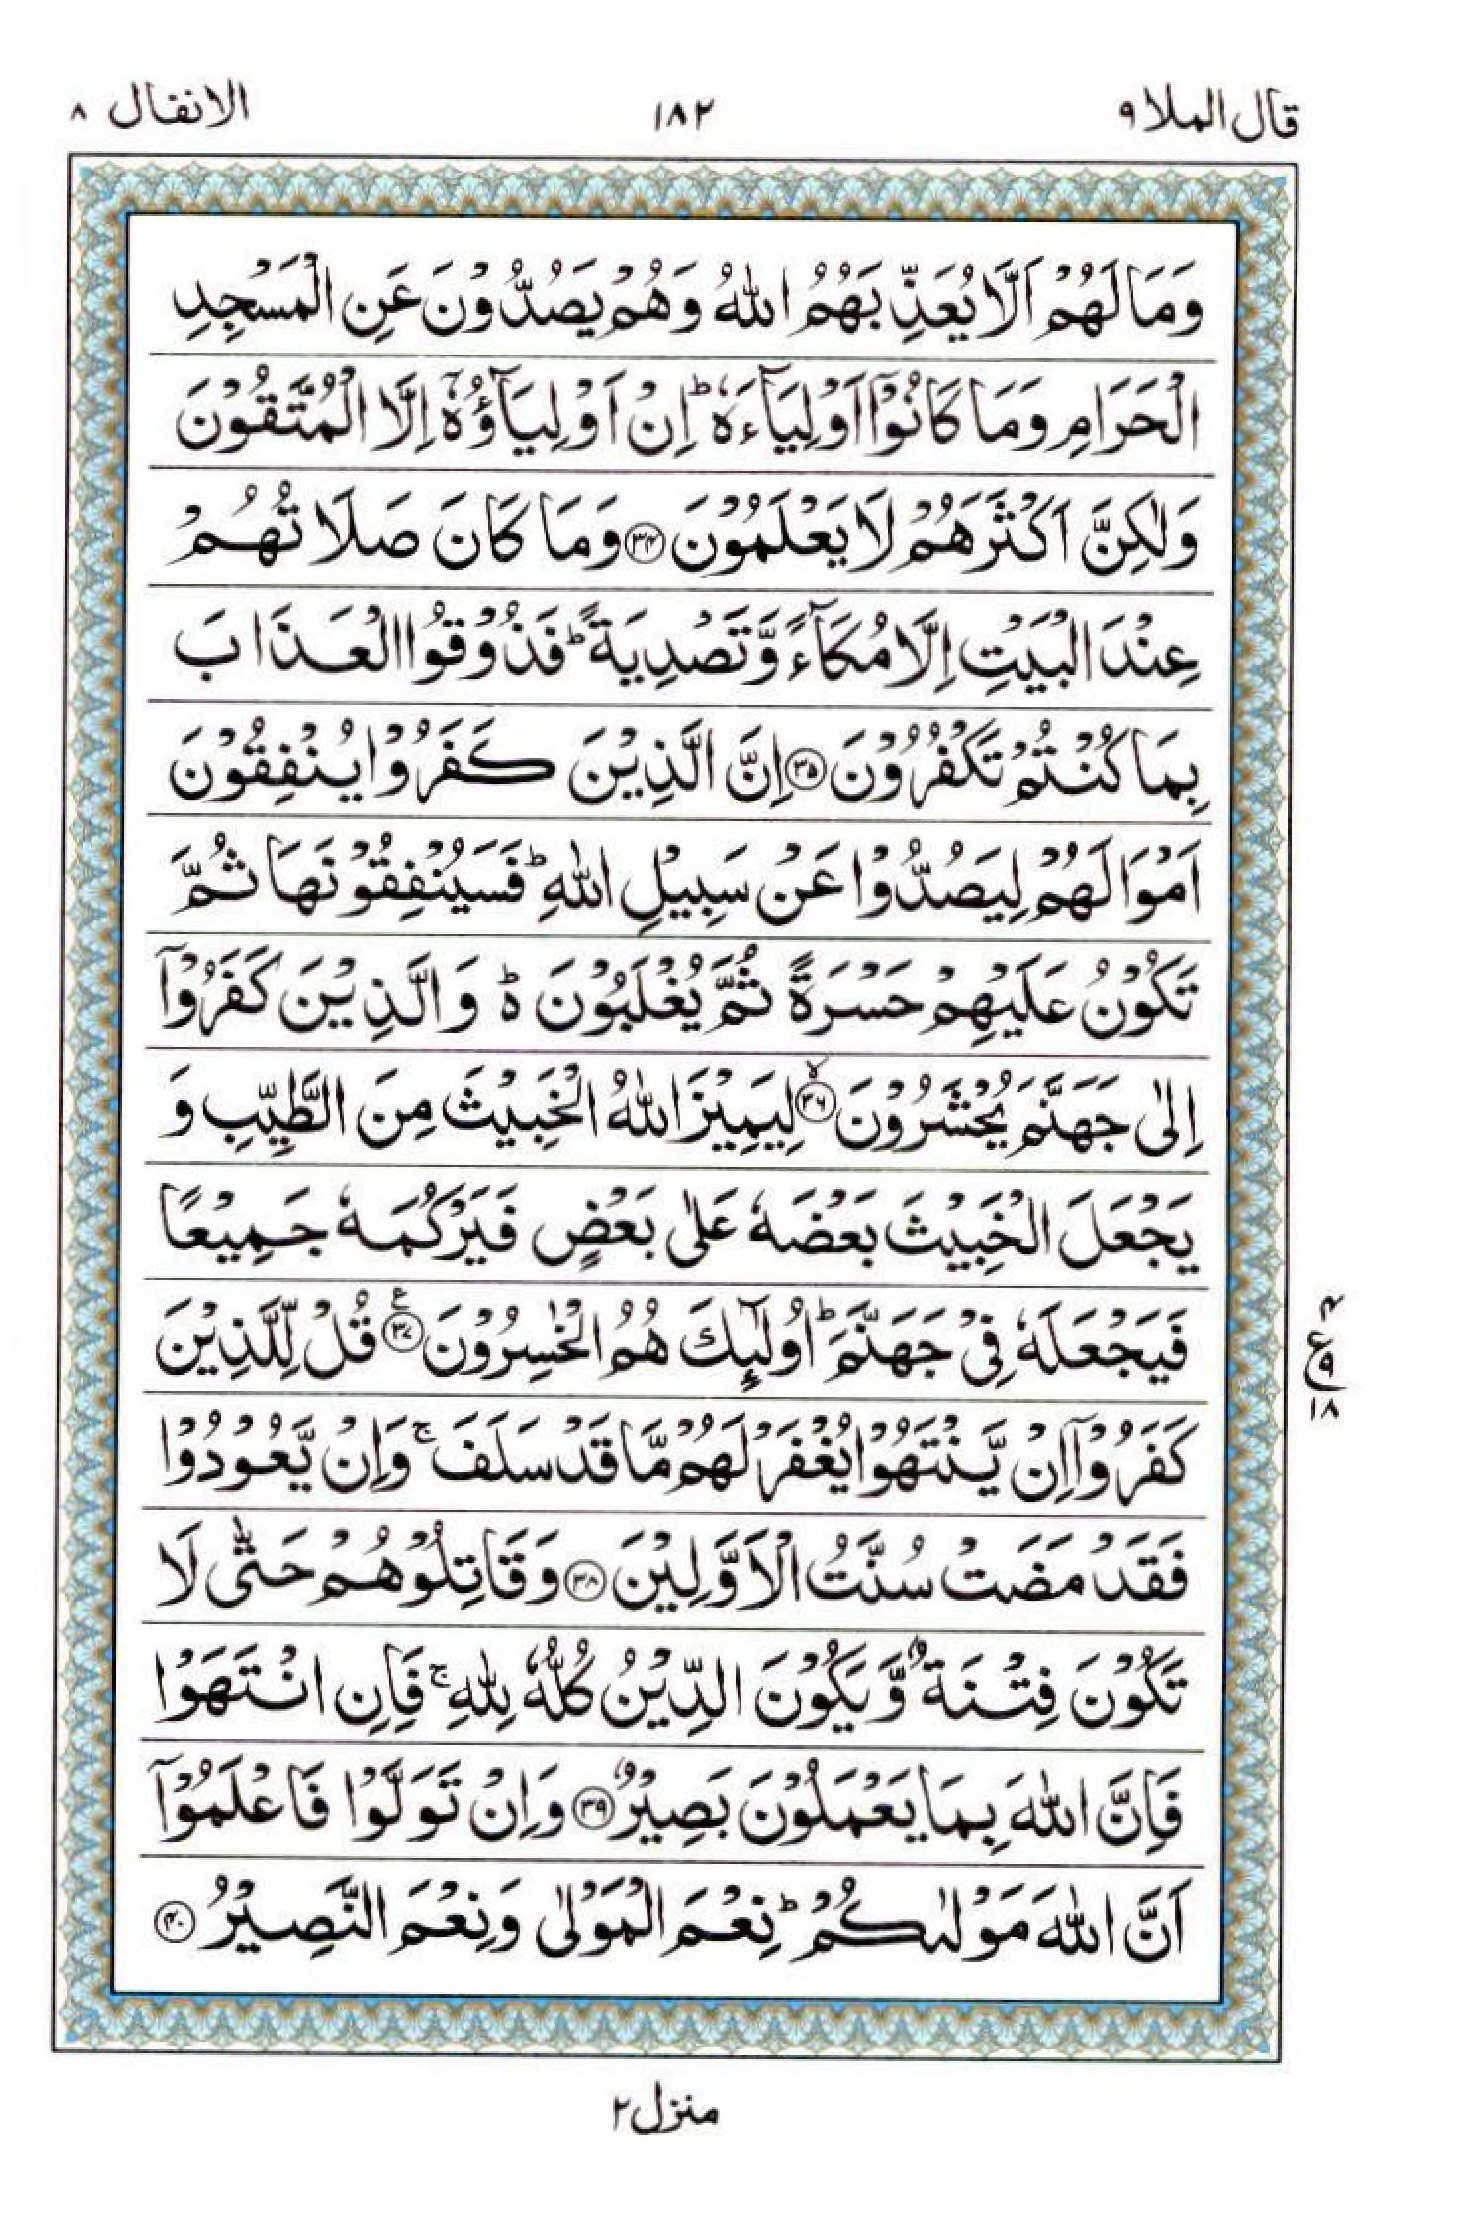 قال الملا ٩
١٨٢
الانفال ٨
وَمَا لَهُمْ اَلَّا يُعَذِّبَهُمُ اللّٰهُ وَهُمْ يَصُدُّوْنَ عَنِ الْمَسْجِدِ
الْحَرَامِ وَمَا كَانُوْٓا اَوْلِيَآءَهٗ ؕ اِنْ اَوْلِيَآؤُهٗٓ اِلَّا الْمُتَّقُوْنَ
وَلٰكِنَّ اَكْثَرَهُمْ لَا يَعْلَمُوْنَ ﴿۳۴﴾ وَمَا كَانَ صَلَاتُهُمْ
عِنْدَ الْبَيْتِ اِلَّا مُكَآءً وَّتَصْدِيَةً ؕ فَذُوْقُوا الْعَذَابَ
بِمَا كُنْتُمْ تَكْفُرُوْنَ ﴿۳۵﴾ اِنَّ الَّذِيْنَ كَفَرُوْا يُنْفِقُوْنَ
اَمْوَالَهُمْ لِيَصُدُّوْا عَنْ سَبِيْلِ اللّٰهِ ؕ فَسَيُنْفِقُوْنَهَا ثُمَّ
تَكُوْنُ عَلَيْهِمْ حَسْرَةً ثُمَّ يُغْلَبُوْنَ ؕ۬ وَالَّذِيْنَ كَفَرُوْٓا
اِلٰى جَهَنَّمَ يُحْشَرُوْنَ ﴿۳۶﴾ۙ لِيَمِيْزَ اللّٰهُ الْخَبِيْثَ مِنَ الطَّيِّبِ وَ
يَجْعَلَ الْخَبِيْثَ بَعْضَهٗ عَلٰى بَعْضٍ فَيَرْكُمَهٗ جَمِيْعًا
فَيَجْعَلَهٗ فِيْ جَهَنَّمَ ؕ اُولٰٓئِكَ هُمُ الْخٰسِرُوْنَ ﴿۳۷﴾ۧ قُلْ لِّلَّذِيْنَ
كَفَرُوْٓا اِنْ يَّنْتَهُوْا يُغْفَرْ لَهُمْ مَّا قَدْ سَلَفَ ۚ وَاِنْ يَّعُوْدُوْا
فَقَدْ مَضَتْ سُنَّتُ الْاَوَّلِيْنَ ﴿۳۸﴾ وَقَاتِلُوْهُمْ حَتّٰى لَا
تَكُوْنَ فِتْنَةٌ وَّيَكُوْنَ الدِّيْنُ كُلُّهٗ لِلّٰهِ ۚ فَاِنِ انْتَهَوْا
فَاِنَّ اللّٰهَ بِمَا يَعْمَلُوْنَ بَصِيْرٌ ﴿۳۹﴾ وَاِنْ تَوَلَّوْا فَاعْلَمُوْٓا
اَنَّ اللّٰهَ مَوْلٰىكُمْ ؕ نِعْمَ الْمَوْلٰى وَنِعْمَ النَّصِيْرُ ﴿۴۰﴾
۴
ع
۹
۱۸
منزل ۲